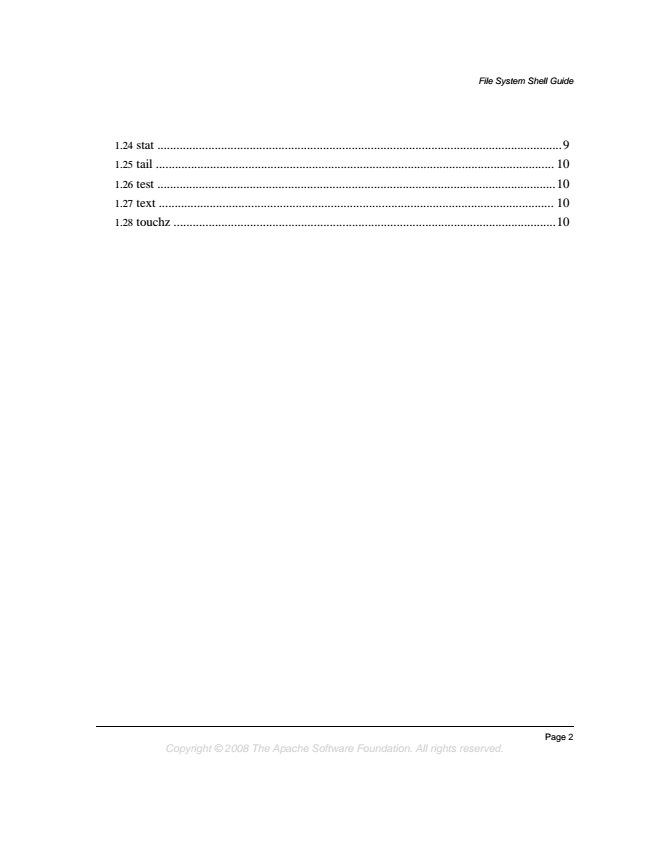 File System Shell Guide
1.24 stat ................................................................................................................................9
1.25 tail ............................................................................................................................. 10
1.26 test .............................................................................................................................10
1.27 text ............................................................................................................................ 10
1.28 touchz ........................................................................................................................10
Page 2
Copyright © 2008 The Apache Software Foundation. All rights reserved.